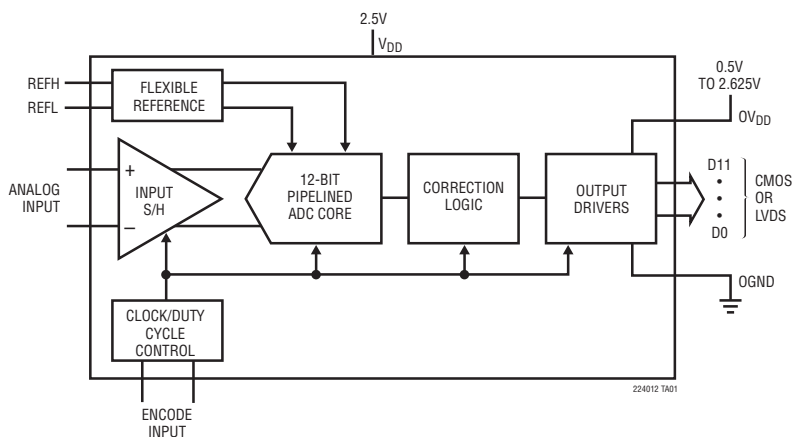 2.5V
VDD
REFH
REFL
FLEXIBLE
REFERENCE
0.5V
TO 2.625V
OVDD
ANALOG
INPUT
+
–
INPUT
S/H
12-BIT
PIPELINED
ADC CORE
CORRECTION
LOGIC
OUTPUT
DRIVERS
D11
•
•
•
D0
CMOS
OR
LVDS
OGND
CLOCK/DUTY
CYCLE
CONTROL
224012 TA01
ENCODE
INPUT